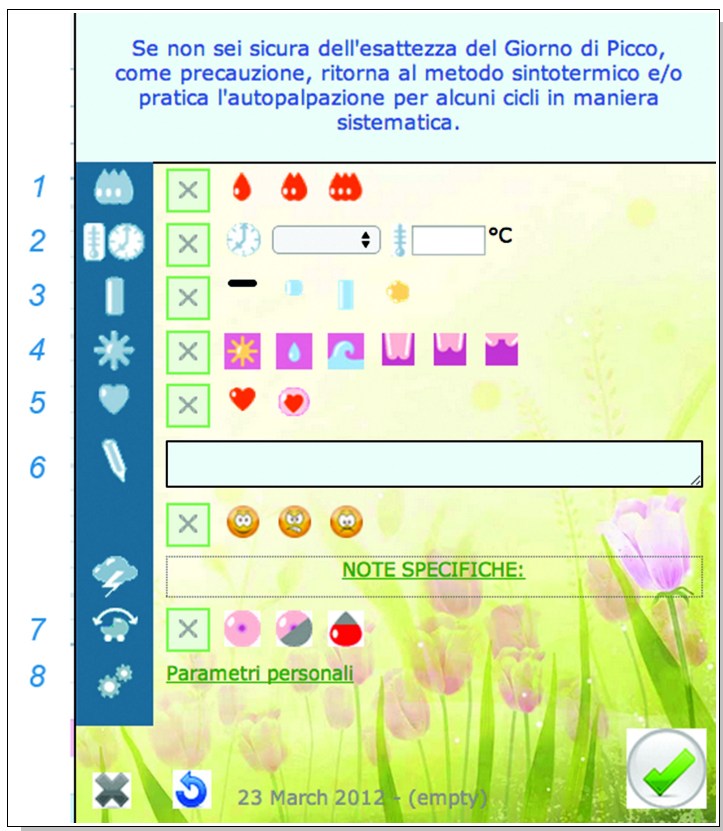 Se non sei sicura dell'esattezza del Giorno di Picco,
come precauzione, ritorna al metodo sintotermico e/o
pratica l'autopalpazione per alcuni cicli in maniera
sistematica.
1
2 °C
3
4
5
6
NOTE SPECIFICHE:
7
8 Parametri personali
23 March 2012 - (empty)